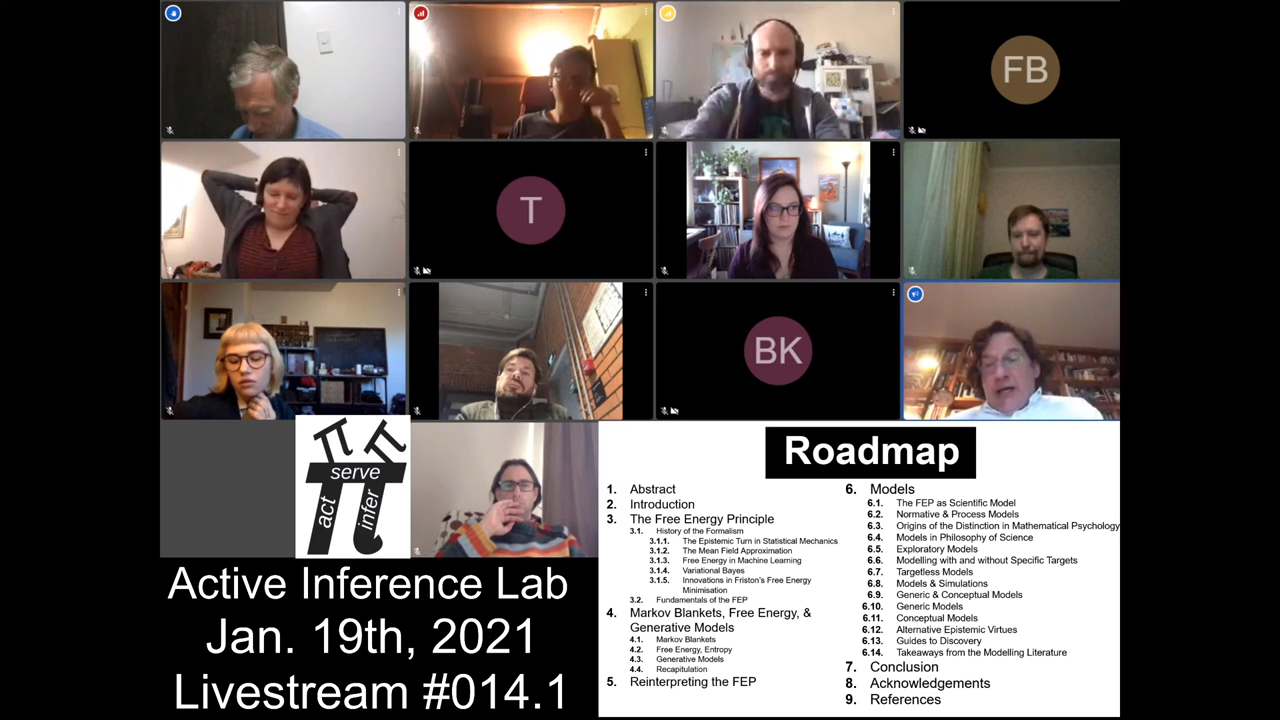 FB
T
BK
π π
serve
π
act
infer
Active Inference Lab
Jan. 19th, 2021
Livestream #014.1
Roadmap
1. Abstract
2. Introduction
3. The Free Energy Principle
3.1. History of the Formalism
3.1.1. The Epistemic Turn in Statistical Mechanics
3.1.2. The Mean Field Approximation
3.1.3. Free Energy in Machine Learning
3.1.4. Variational Bayes
3.1.5. Innovations in Friston's Free Energy
Minimisation
3.2. Fundamentals of the FEP
4. Markov Blankets, Free Energy, &
Generative Models
4.1. Markov Blankets
4.2. Free Energy, Entropy
4.3. Generative Models
4.4. Recapitulation
5. Reinterpreting the FEP
6. Models
6.1. The FEP as Scientific Model
6.2. Normative & Process Models
6.3. Origins of the Distinction in Mathematical Psychology
6.4. Models in Philosophy of Science
6.5. Exploratory Models
6.6. Modelling with and without Specific Targets
6.7. Targetless Models
6.8. Models & Simulations
6.9. Generic & Conceptual Models
6.10. Generic Models
6.11. Conceptual Models
6.12. Alternative Epistemic Virtues
6.13. Guides to Discovery
6.14. Takeaways from the Modelling Literature
7. Conclusion
8. Acknowledgements
9. References